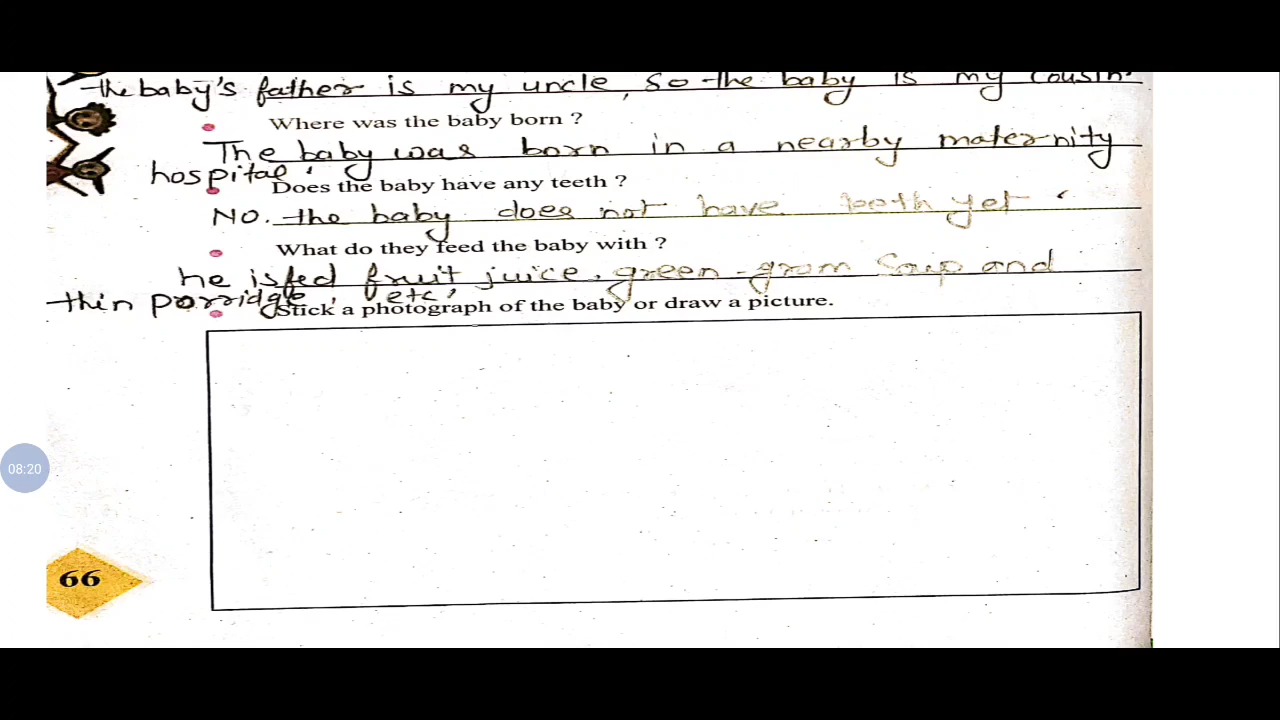 the baby's father is my uncle, so the baby is my cousin.
Where was the baby born ?
The baby was born in a nearby maternity
hospital.
Does the baby have any teeth ?
No. the baby does not have teeth yet
What do they feed the baby with ?
he is fed fruit juice, green-gram Soup and
thin porridge, etc.
Stick a photograph of the baby or draw a picture.
66
08:20